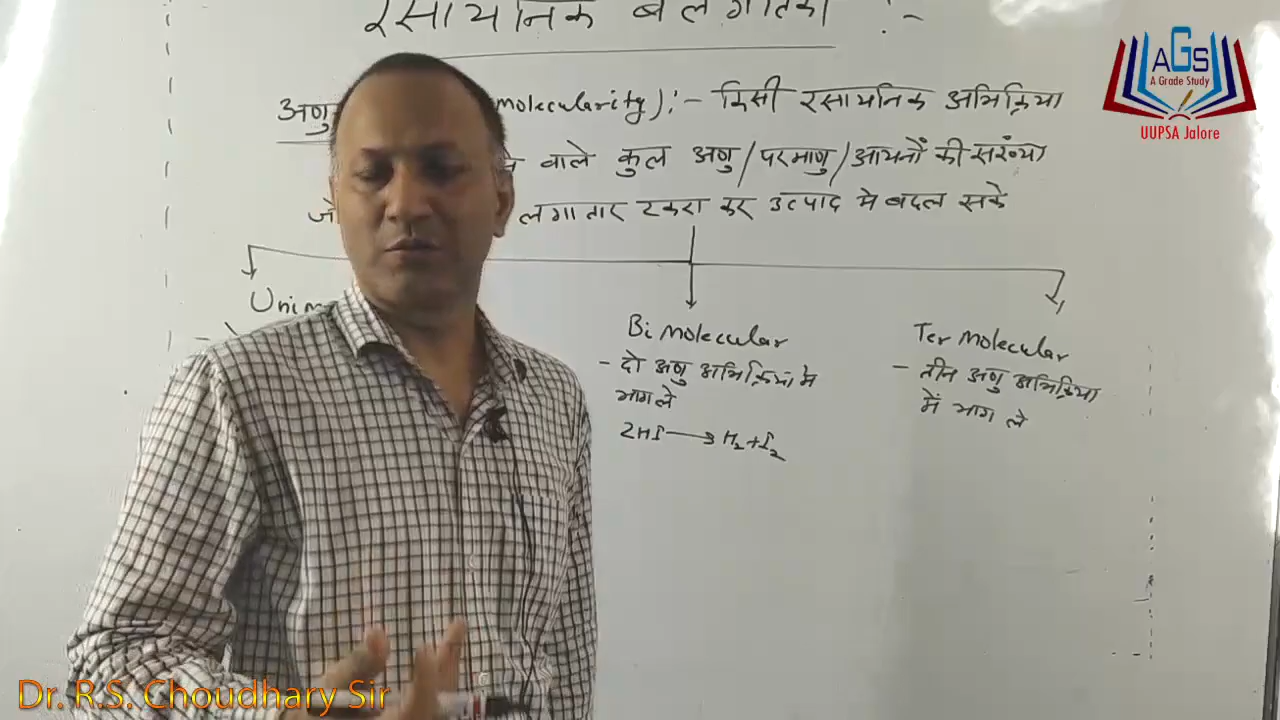 रसायनिक बलगतिकी :-
अणु molecularity) :- किसी रसायनिक अभिक्रिया
वाले कुल अणु/परमाणु/आयनों की संख्या
जो लगातार टकरा कर उत्पाद मे बदल सके
Bi molecular
- दो अणु अभिक्रिया मे
भाग ले
2HI → H₂ + I₂
Ter molecular
- तीन अणु अभिक्रिया
में भाग ले
AGS
A Grade Study
UUPSA Jalore
Dr. R.S. Choudhary Sir